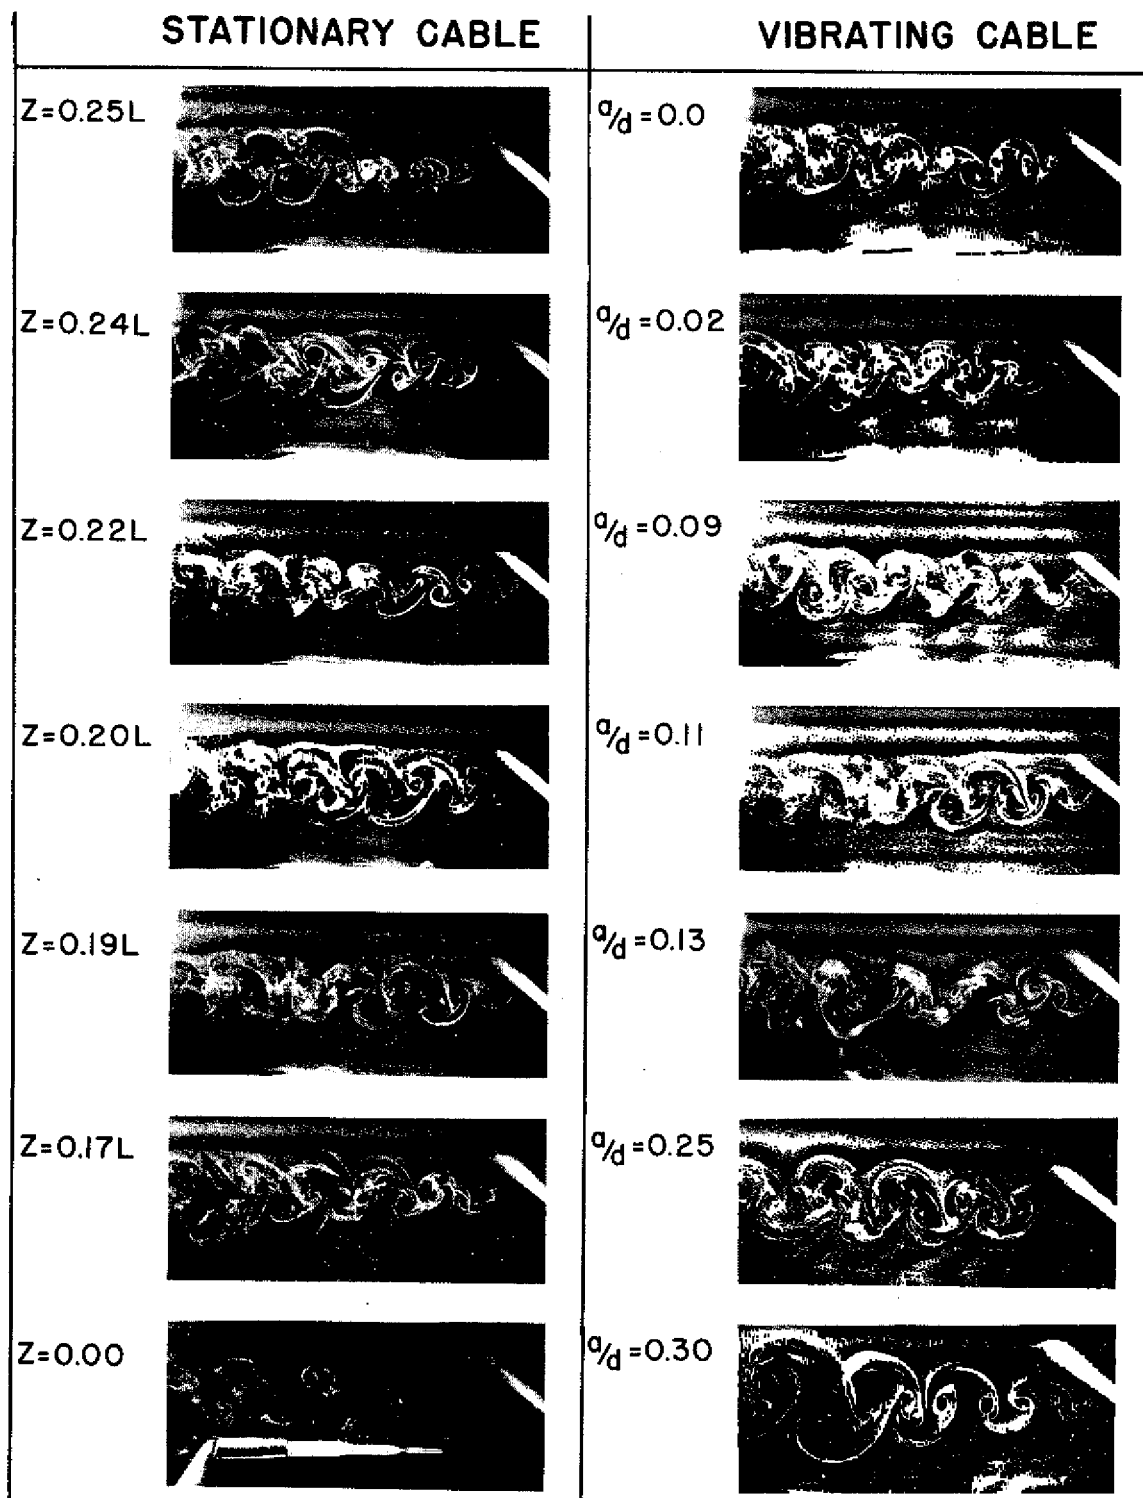 STATIONARY CABLE VIBRATING CABLE
Z=0.25L a/d=0.0
Z=0.24L a/d=0.02
Z=0.22L a/d=0.09
Z=0.20L a/d=0.11
Z=0.19L a/d=0.13
Z=0.17L a/d=0.25
Z=0.00 a/d=0.30